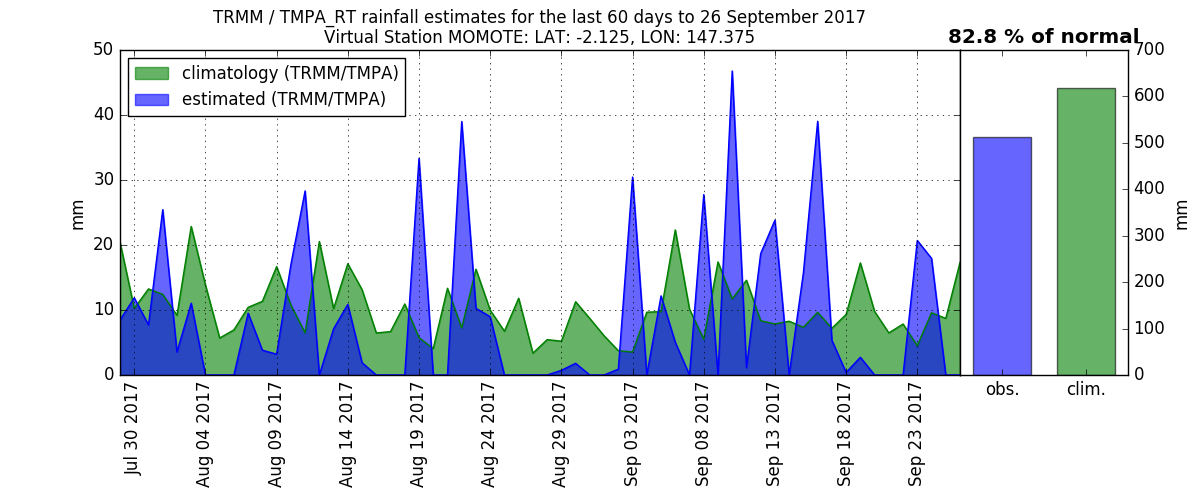 TRMM / TMPA_RT rainfall estimates for the last 60 days to 26 September 2017
Virtual Station MOMOTE: LAT: -2.125, LON: 147.375
82.8 % of normal
climatology (TRMM/TMPA)
estimated (TRMM/TMPA)
mm
50
40
30
20
10
0
Jul 30 2017
Aug 04 2017
Aug 09 2017
Aug 14 2017
Aug 19 2017
Aug 24 2017
Aug 29 2017
Sep 03 2017
Sep 08 2017
Sep 13 2017
Sep 18 2017
Sep 23 2017
700
600
500
400
300
200
100
0
mm
obs.
clim.